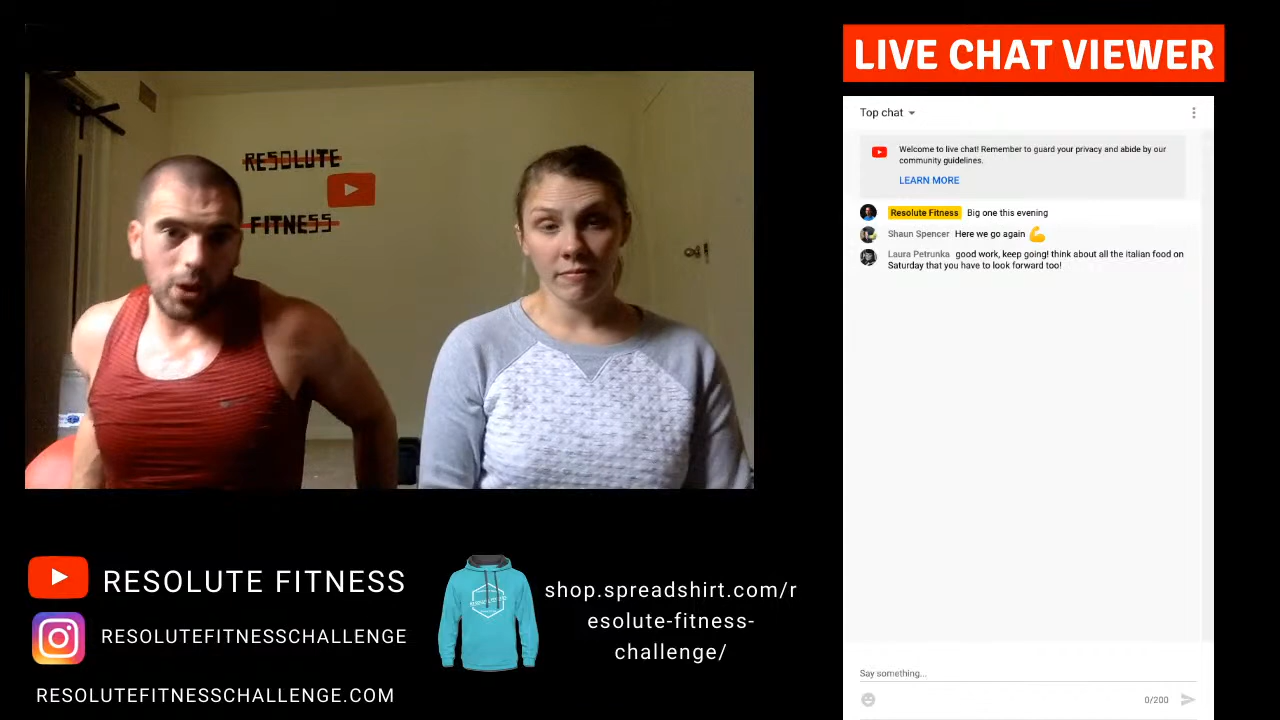 RESOLUTE
FITNESS
LIVE CHAT VIEWER
Top chat
Welcome to live chat! Remember to guard your privacy and abide by our
community guidelines.
LEARN MORE
Resolute Fitness Big one this evening
Shaun Spencer Here we go again 💪
Laura Petrunka good work, keep going! think about all the italian food on
Saturday that you have to look forward too!
Say something...
0/200
RESOLUTE FITNESS
RESOLUTEFITNESSCHALLENGE
RESOLUTEFITNESSCHALLENGE.COM
shop.spreadshirt.com/r
esolute-fitness-
challenge/